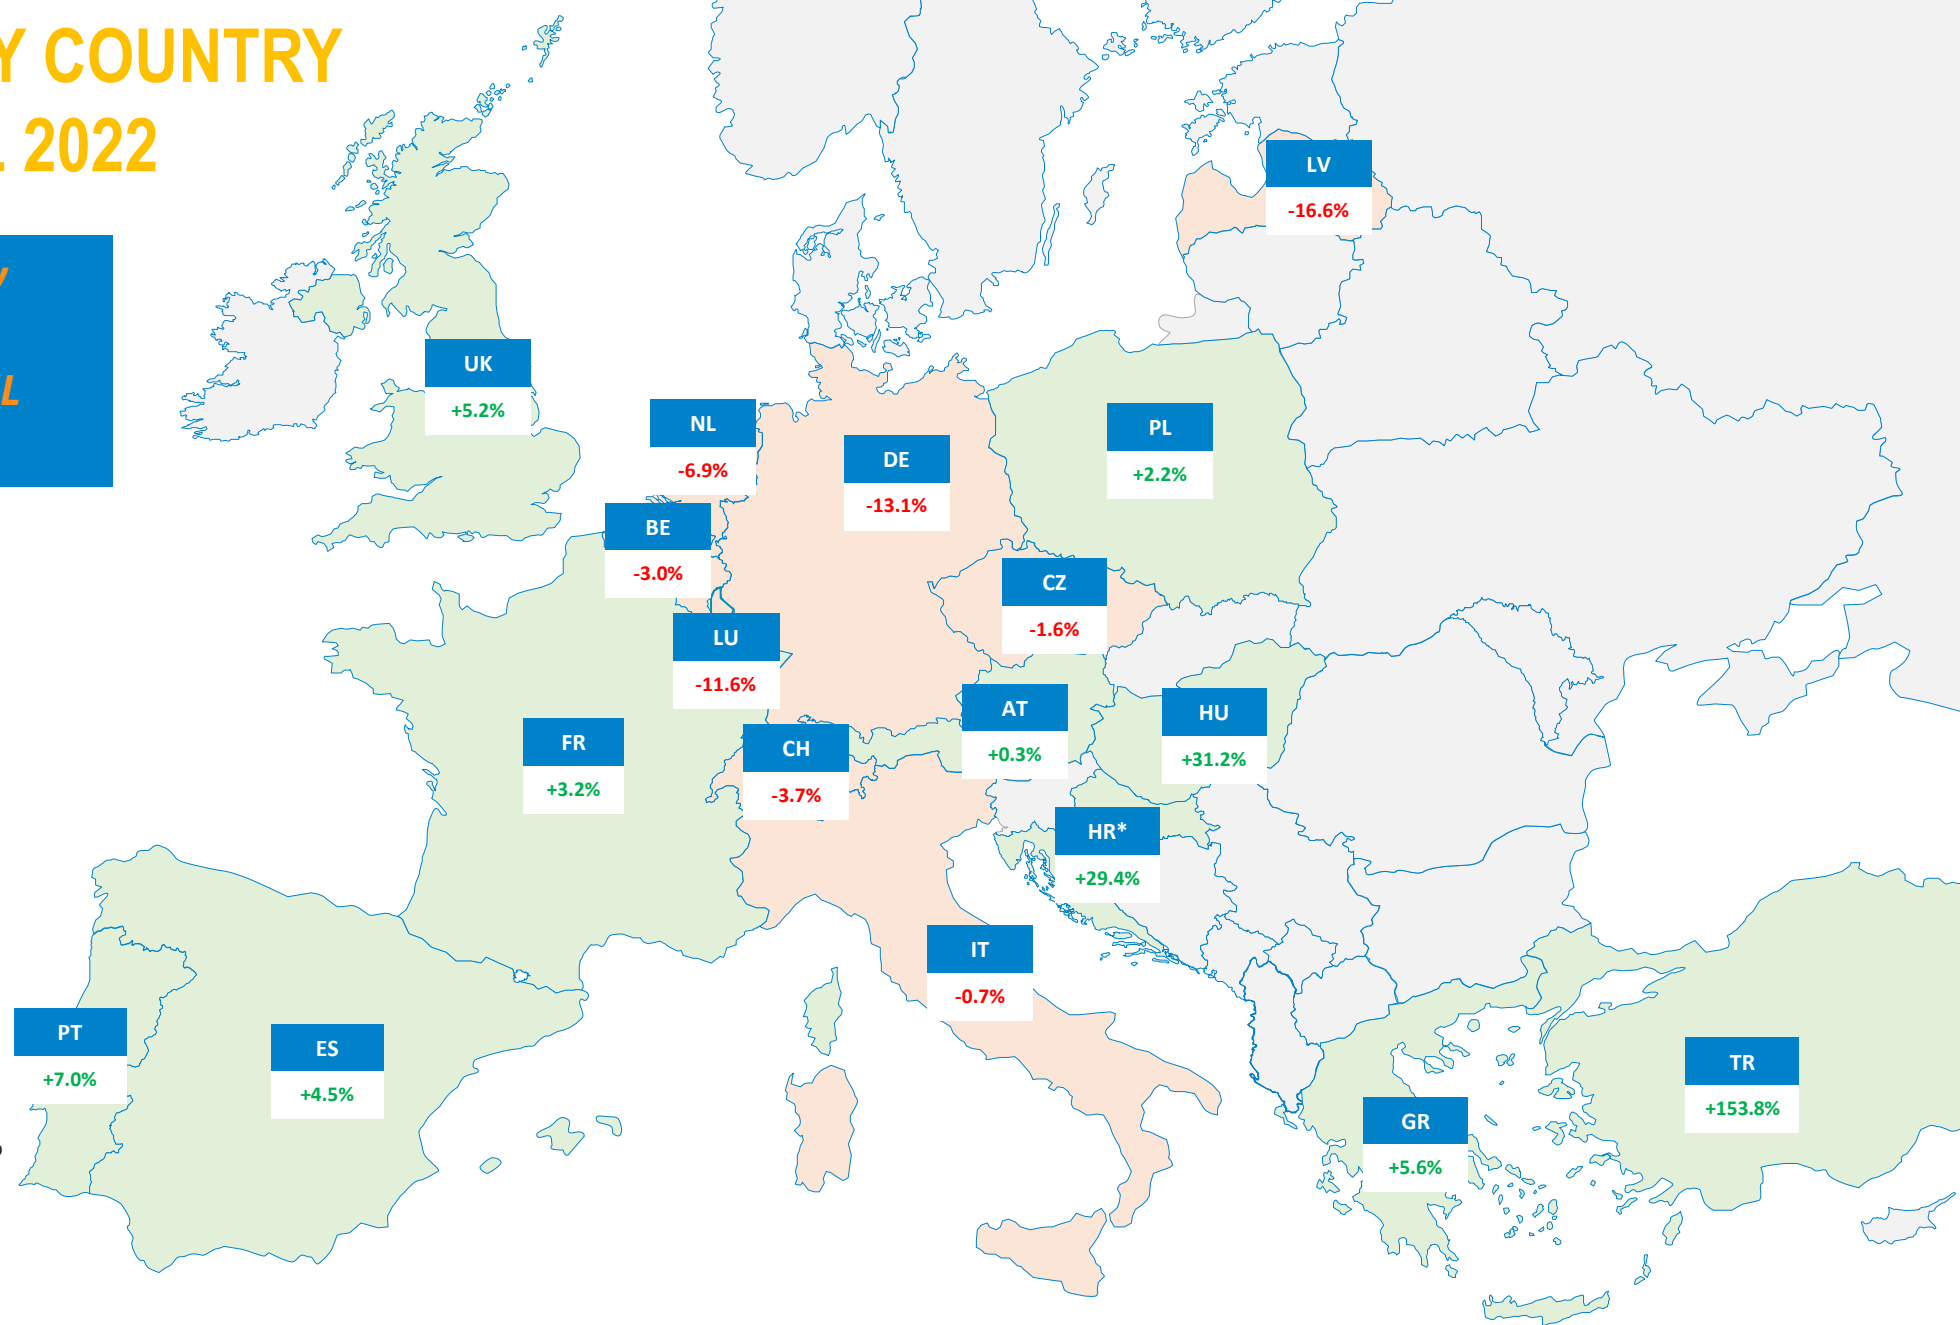 Y COUNTRY
L 2022
Y
L
LV
-16.6%
UK
+5.2%
NL
-6.9%
DE
-13.1%
PL
+2.2%
BE
-3.0%
CZ
-1.6%
LU
-11.6%
AT
+0.3%
HU
+31.2%
FR
+3.2%
CH
-3.7%
HR*
+29.4%
IT
-0.7%
PT
+7.0%
ES
+4.5%
TR
+153.8%
GR
+5.6%